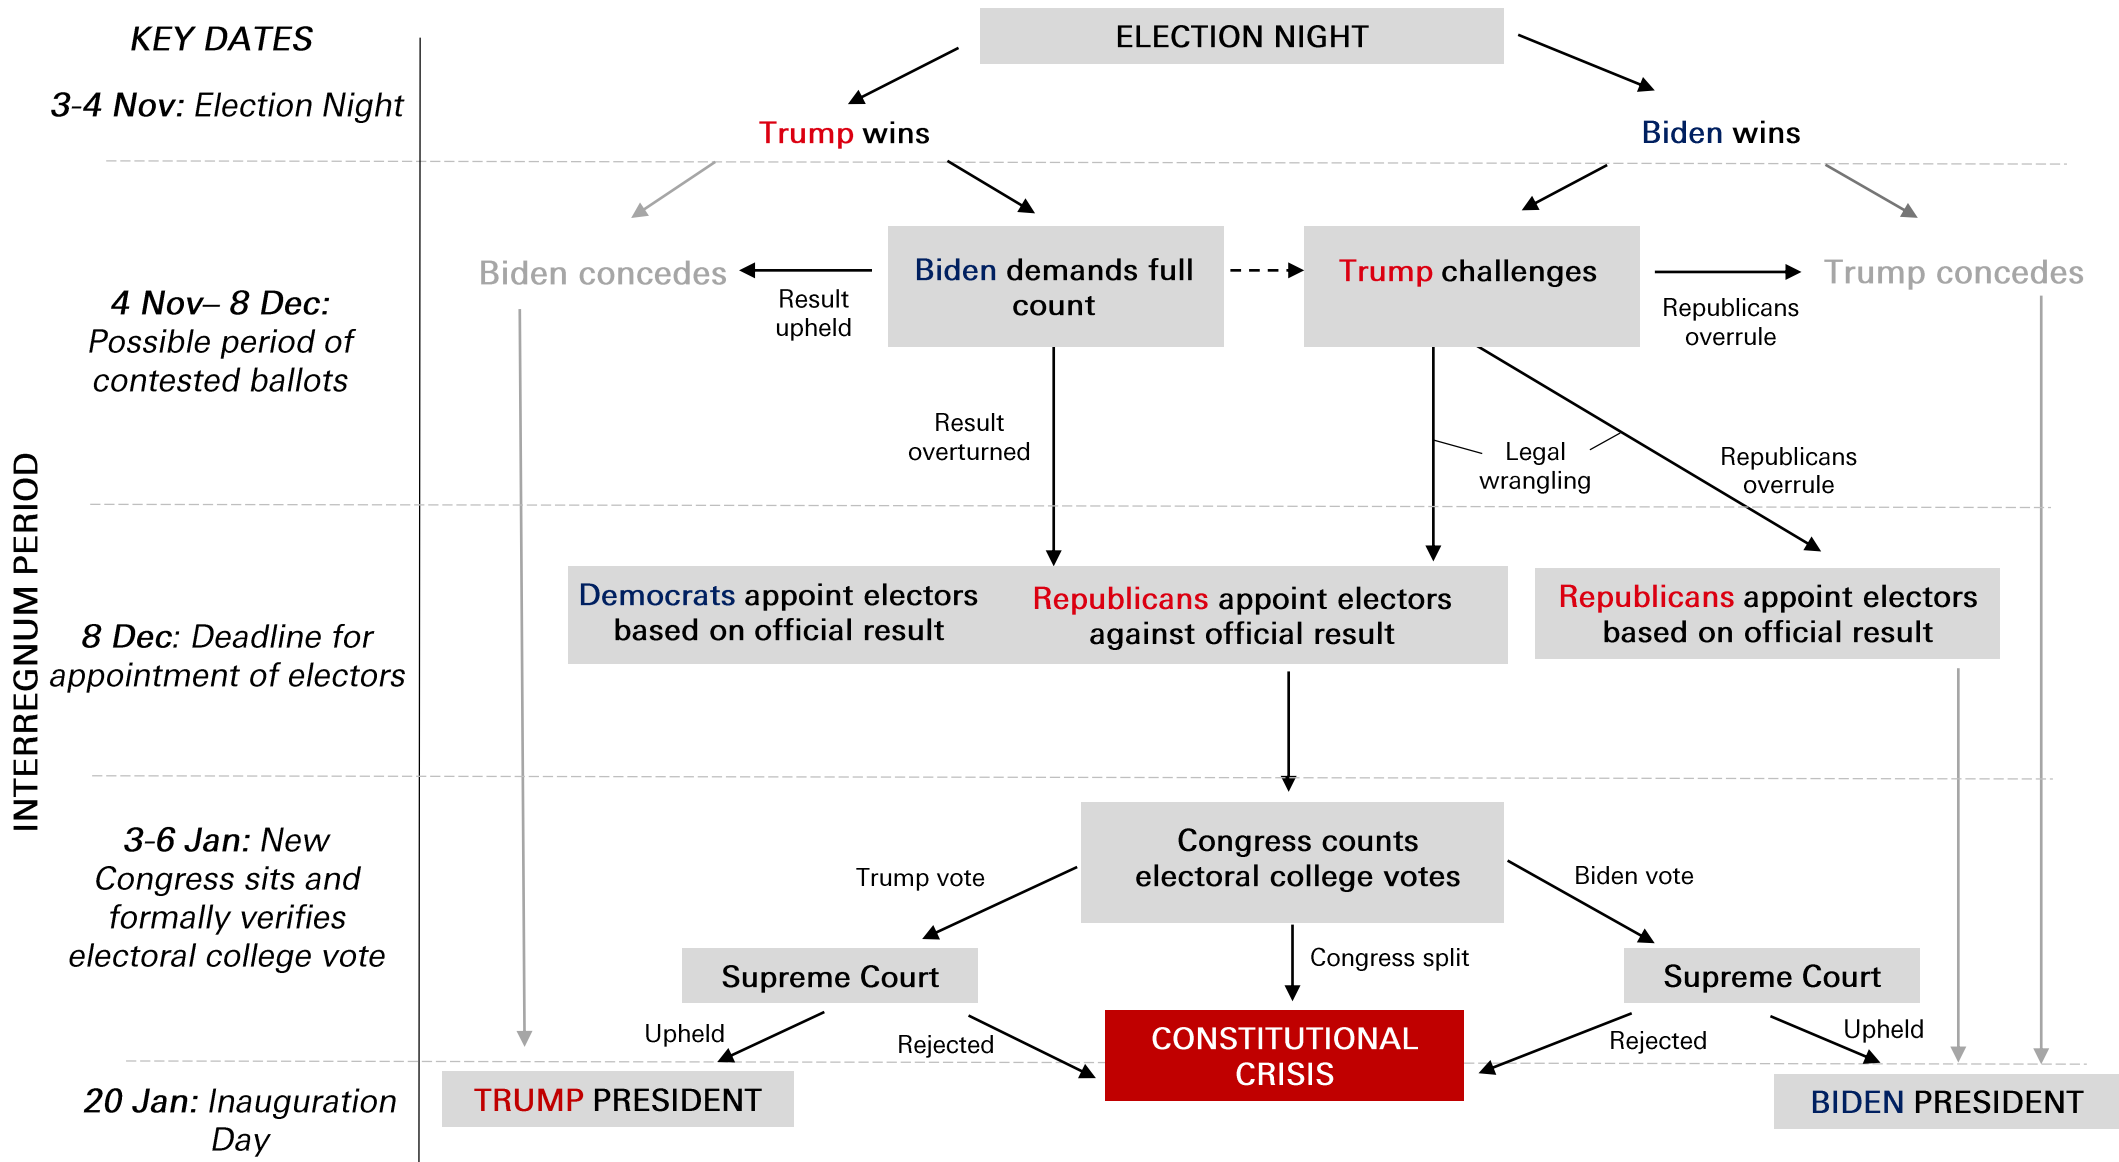 KEY DATES
ELECTION NIGHT
3-4 Nov: Election Night
Trump wins
Biden wins
INTERREGNUM PERIOD
4 Nov– 8 Dec:
Possible period of
contested ballots
Biden concedes
Result
upheld
Biden demands full
count
Trump challenges
Republicans
overrule
Trump concedes
Result
overturned
Legal
wrangling
Republicans
overrule
8 Dec: Deadline for
appointment of electors
Democrats appoint electors
based on official result
Republicans appoint electors
against official result
Republicans appoint electors
based on official result
3-6 Jan: New
Congress sits and
formally verifies
electoral college vote
Congress counts
electoral college votes
Trump vote
Biden vote
Congress split
Supreme Court
Supreme Court
Upheld
Rejected
CONSTITUTIONAL
CRISIS
Rejected
Upheld
20 Jan: Inauguration
Day
TRUMP PRESIDENT
BIDEN PRESIDENT